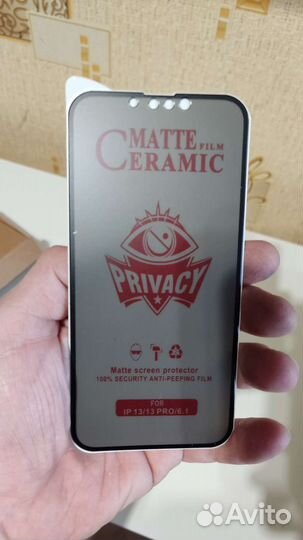 MATTE FILM
CERAMIC
PRIVACY
Matte screen protector
100% SECURITY ANTI-PEEPING FILM
FOR
IP 13/13 PRO/6.1
Avito